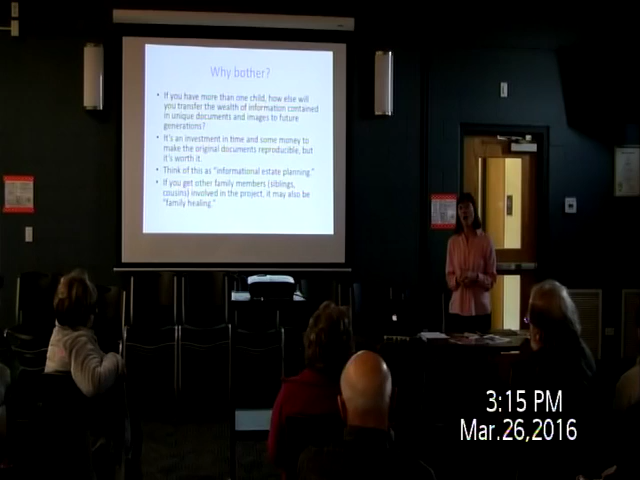 Why bother?
• If you have more than one child, how else will
you transfer the wealth of information contained
in unique documents and images to future
generations?
• It's an investment in time and some money to
make the original documents reproducible, but
it's worth it.
• Think of this as "informational estate planning."
• If you get other family members (siblings,
cousins) involved in the project, it may also be
"family healing."
3:15 PM
Mar.26,2016